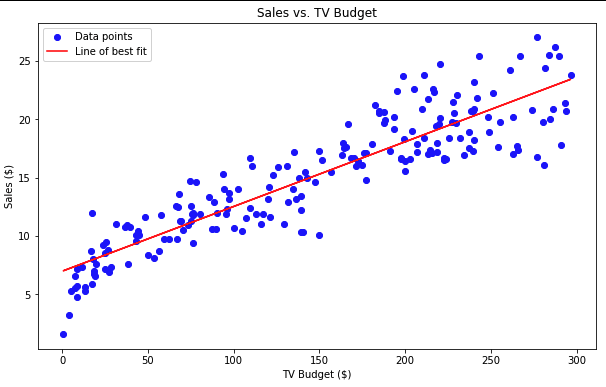 Sales vs. TV Budget
Data points
Line of best fit
Sales ($)
25
20
15
10
5
0
50
100
150
200
250
300
TV Budget ($)